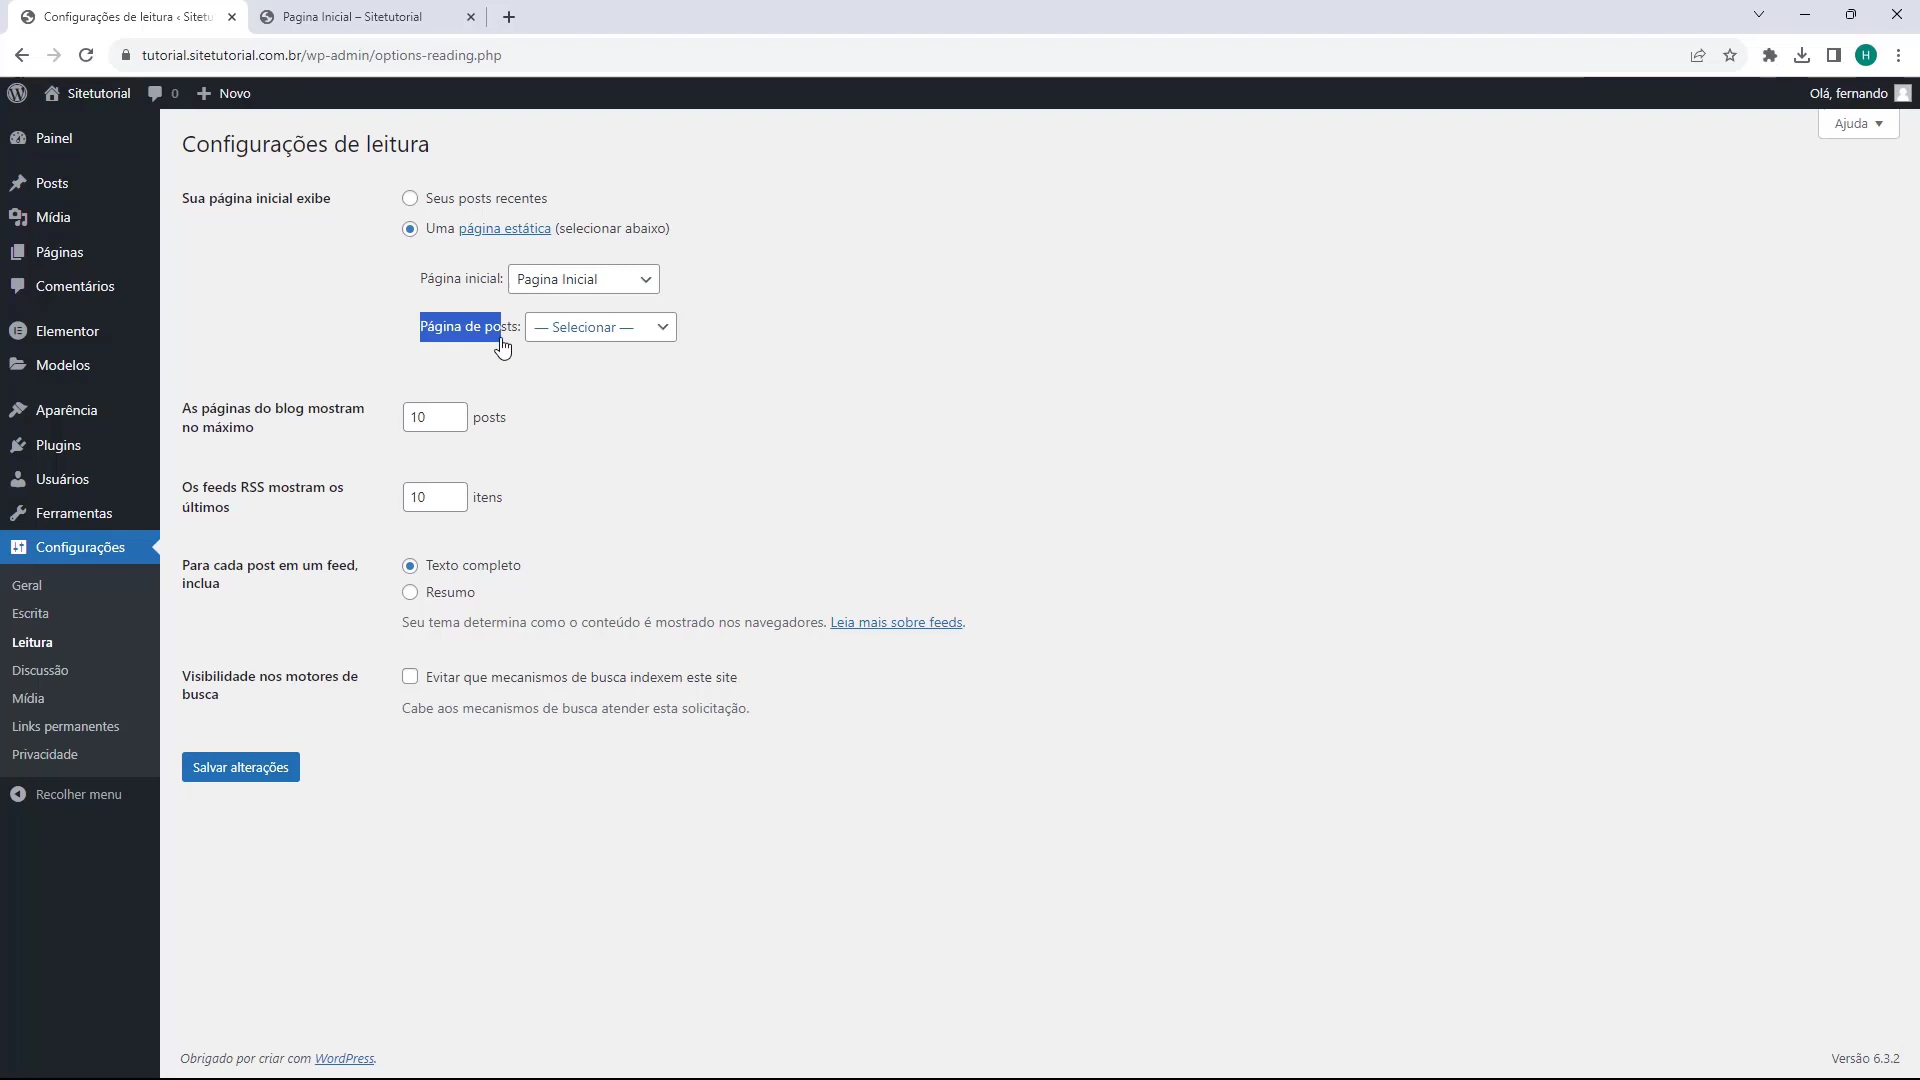 Configurações de leitura ‹ Sitetu
Pagina Inicial – Sitetutorial
tutorial.sitetutorial.com.br/wp-admin/options-reading.php
H
Sitetutorial
0
Novo
Olá, fernando
Ajuda
Painel
Posts
Mídia
Páginas
Comentários
Elementor
Modelos
Aparência
Plugins
Usuários
Ferramentas
Configurações
Geral
Escrita
Leitura
Discussão
Mídia
Links permanentes
Privacidade
Recolher menu
Configurações de leitura
Sua página inicial exibe
Seus posts recentes
Uma página estática (selecionar abaixo)
Página inicial: Pagina Inicial
Página de posts: — Selecionar —
As páginas do blog mostram
no máximo
10 posts
Os feeds RSS mostram os
últimos
10 itens
Para cada post em um feed,
inclua
Texto completo
Resumo
Seu tema determina como o conteúdo é mostrado nos navegadores. Leia mais sobre feeds.
Visibilidade nos motores de
busca
Evitar que mecanismos de busca indexem este site
Cabe aos mecanismos de busca atender esta solicitação.
Salvar alterações
Obrigado por criar com WordPress.
Versão 6.3.2